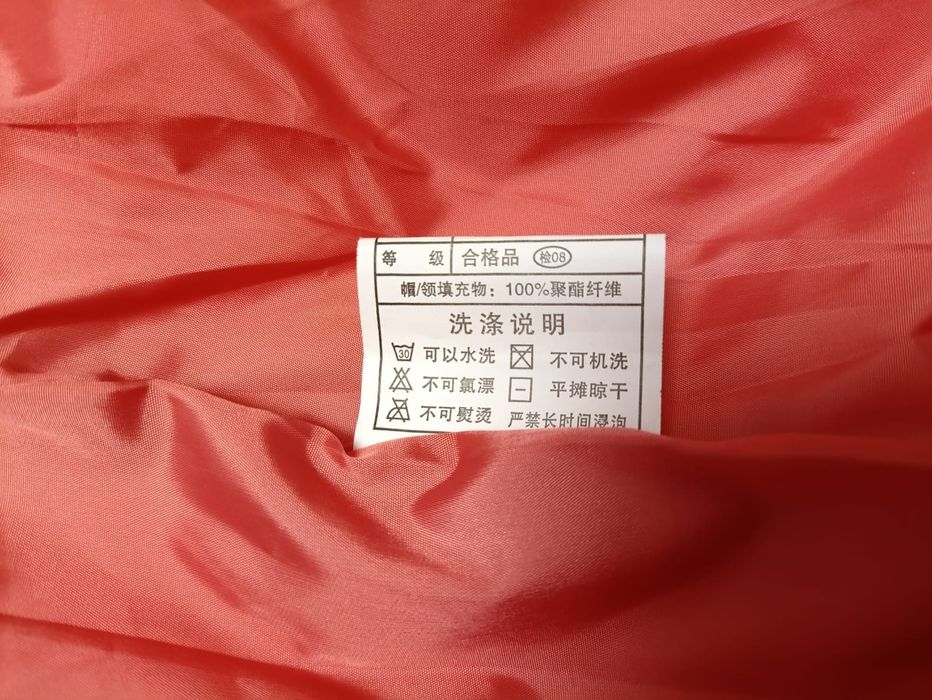 等 级 合格品 检08
帽/领填充物：100%聚酯纤维
洗涤说明
30 可以水洗 不可机洗
不可氯漂 平摊晾干
不可熨烫 严禁长时间浸泡